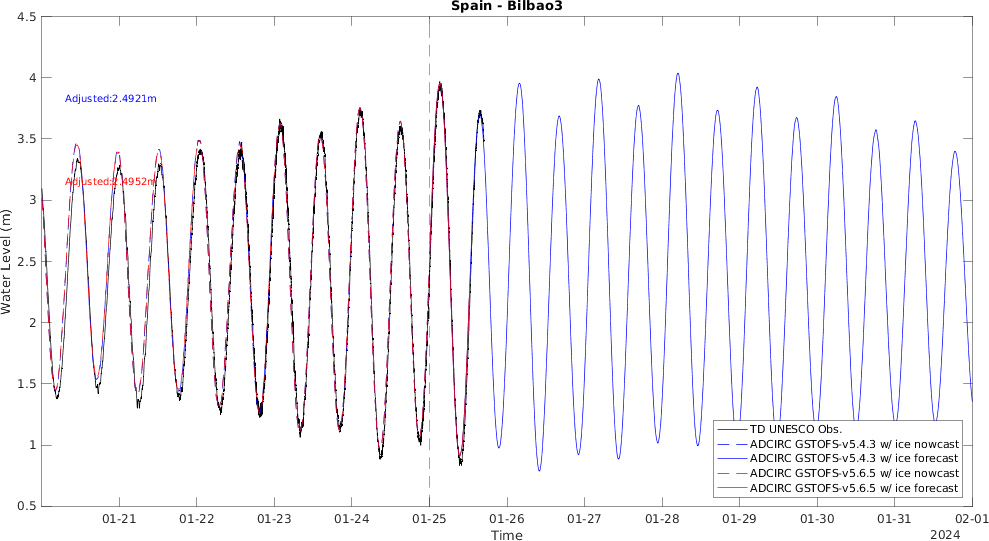 Spain - Bilbao3
4.5
4
3.5
3
2.5
2
1.5
1
0.5
Water Level (m)
Adjusted:2.4921m
Adjusted:2.4952m
TD UNESCO Obs.
ADCIRC GSTOFS-v5.4.3 w/ ice nowcast
ADCIRC GSTOFS-v5.4.3 w/ ice forecast
ADCIRC GSTOFS-v5.6.5 w/ ice nowcast
ADCIRC GSTOFS-v5.6.5 w/ ice forecast
01-21 01-22 01-23 01-24 01-25 01-26 01-27 01-28 01-29 01-30 01-31 02-01
Time
2024